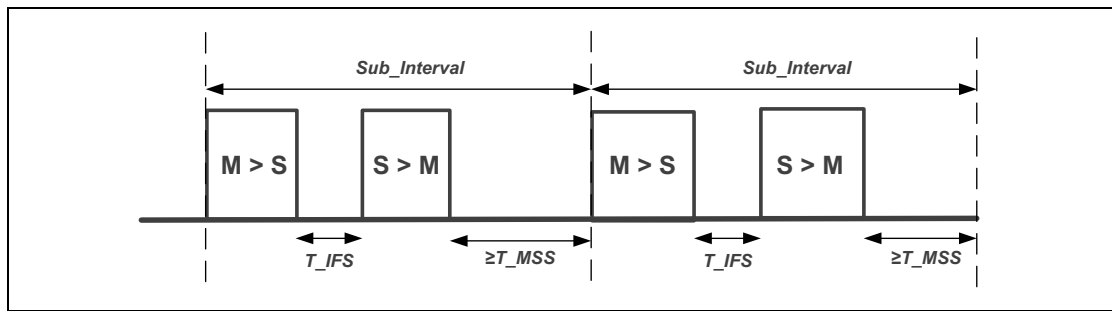 Sub_Interval Sub_Interval
M > S S > M M > S S > M
T_IFS ≥T_MSS T_IFS ≥T_MSS